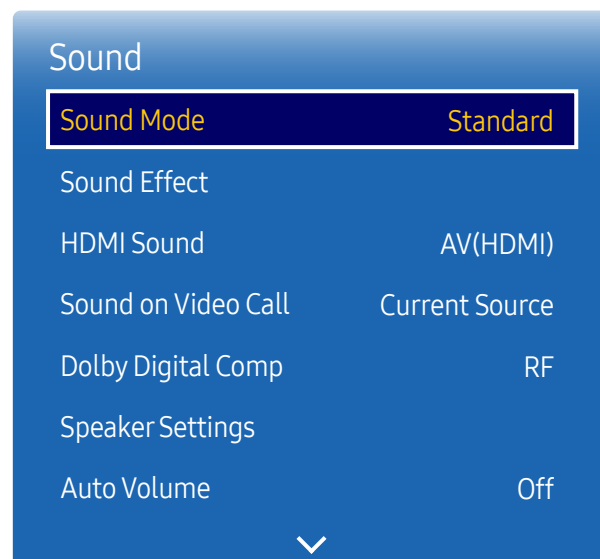 Sound
Sound Mode Standard
Sound Effect
HDMI Sound AV(HDMI)
Sound on Video Call Current Source
Dolby Digital Comp RF
Speaker Settings
Auto Volume Off